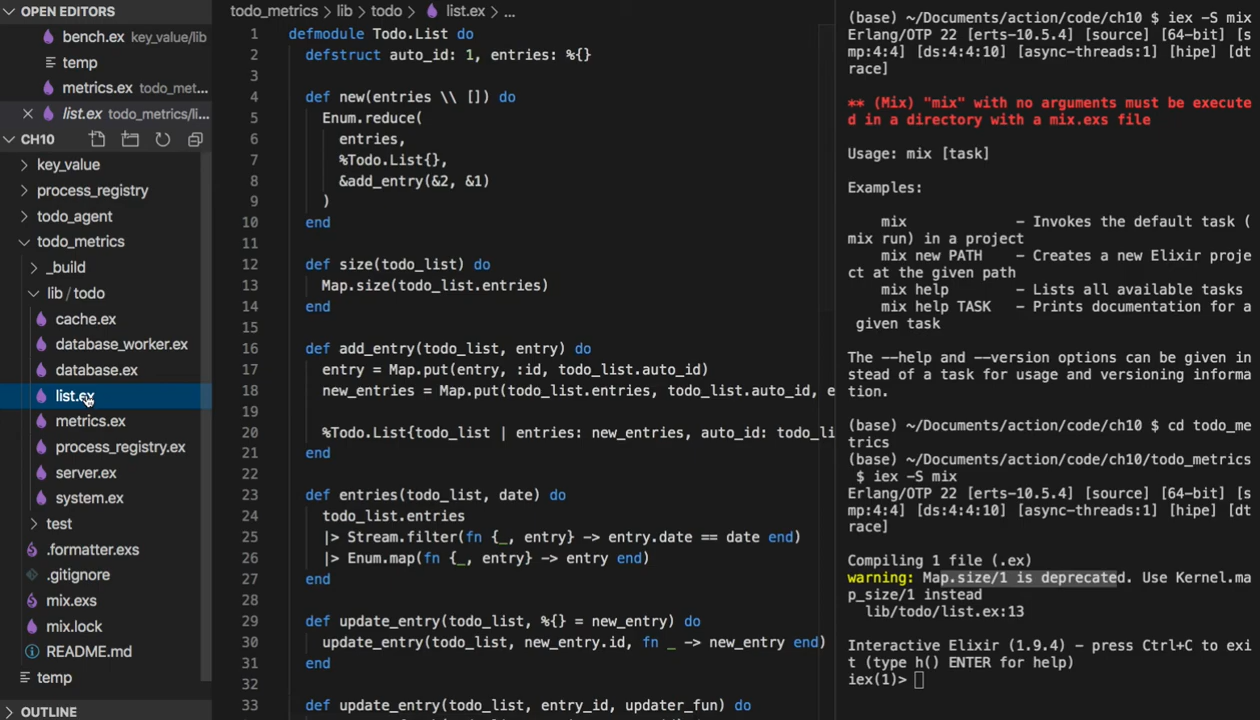 OPEN EDITORS
bench.ex key_value/lib
temp
metrics.ex todo_met...
list.ex todo_metrics/li...
CH10
key_value
process_registry
todo_agent
todo_metrics
_build
lib / todo
cache.ex
database_worker.ex
database.ex
list.ex
metrics.ex
process_registry.ex
server.ex
system.ex
test
.formatter.exs
.gitignore
mix.exs
mix.lock
README.md
temp
OUTLINE
todo_metrics › lib › todo › list.ex › ...
1 defmodule Todo.List do
2 defstruct auto_id: 1, entries: %{}
3
4 def new(entries \\ []) do
5 Enum.reduce(
6 entries,
7 %Todo.List{},
8 &add_entry(&2, &1)
9 )
10 end
11
12 def size(todo_list) do
13 Map.size(todo_list.entries)
14 end
15
16 def add_entry(todo_list, entry) do
17 entry = Map.put(entry, :id, todo_list.auto_id)
18 new_entries = Map.put(todo_list.entries, todo_list.auto_id, e
19
20 %Todo.List{todo_list | entries: new_entries, auto_id: todo_li
21 end
22
23 def entries(todo_list, date) do
24 todo_list.entries
25 |> Stream.filter(fn {_, entry} -> entry.date == date end)
26 |> Enum.map(fn {_, entry} -> entry end)
27 end
28
29 def update_entry(todo_list, %{} = new_entry) do
30 update_entry(todo_list, new_entry.id, fn _ -> new_entry end)
31 end
32
33 def update_entry(todo_list, entry_id, updater_fun) do
(base) ~/Documents/action/code/ch10 $ iex -S mix
Erlang/OTP 22 [erts-10.5.4] [source] [64-bit] [s
mp:4:4] [ds:4:4:10] [async-threads:1] [hipe] [dt
race]
** (Mix) "mix" with no arguments must be execute
d in a directory with a mix.exs file
Usage: mix [task]
Examples:
mix – Invokes the default task (
mix run) in a project
mix new PATH – Creates a new Elixir proje
ct at the given path
mix help – Lists all available tasks
mix help TASK – Prints documentation for a
given task
The --help and --version options can be given in
stead of a task for usage and versioning informa
tion.
(base) ~/Documents/action/code/ch10 $ cd todo_me
trics
(base) ~/Documents/action/code/ch10/todo_metrics
$ iex -S mix
Erlang/OTP 22 [erts-10.5.4] [source] [64-bit] [s
mp:4:4] [ds:4:4:10] [async-threads:1] [hipe] [dt
race]
Compiling 1 file (.ex)
warning: Map.size/1 is deprecated. Use Kernel.ma
p_size/1 instead
lib/todo/list.ex:13
Interactive Elixir (1.9.4) – press Ctrl+C to exi
t (type h() ENTER for help)
iex(1)>